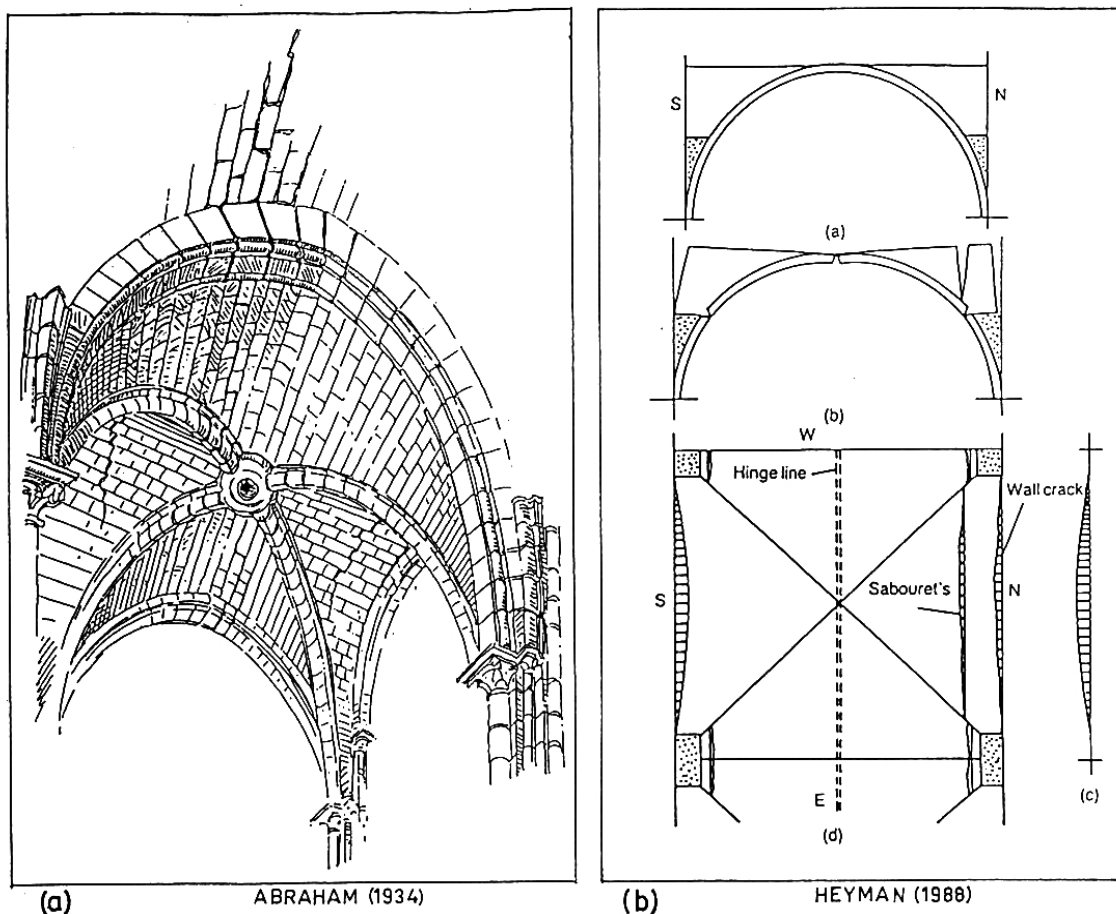 S
N
(a)
(b)
W
Hinge line
Wall crack
Sabouret's
S
N
E
(d)
(c)
(a) ABRAHAM (1934)
(b) HEYMAN (1988)